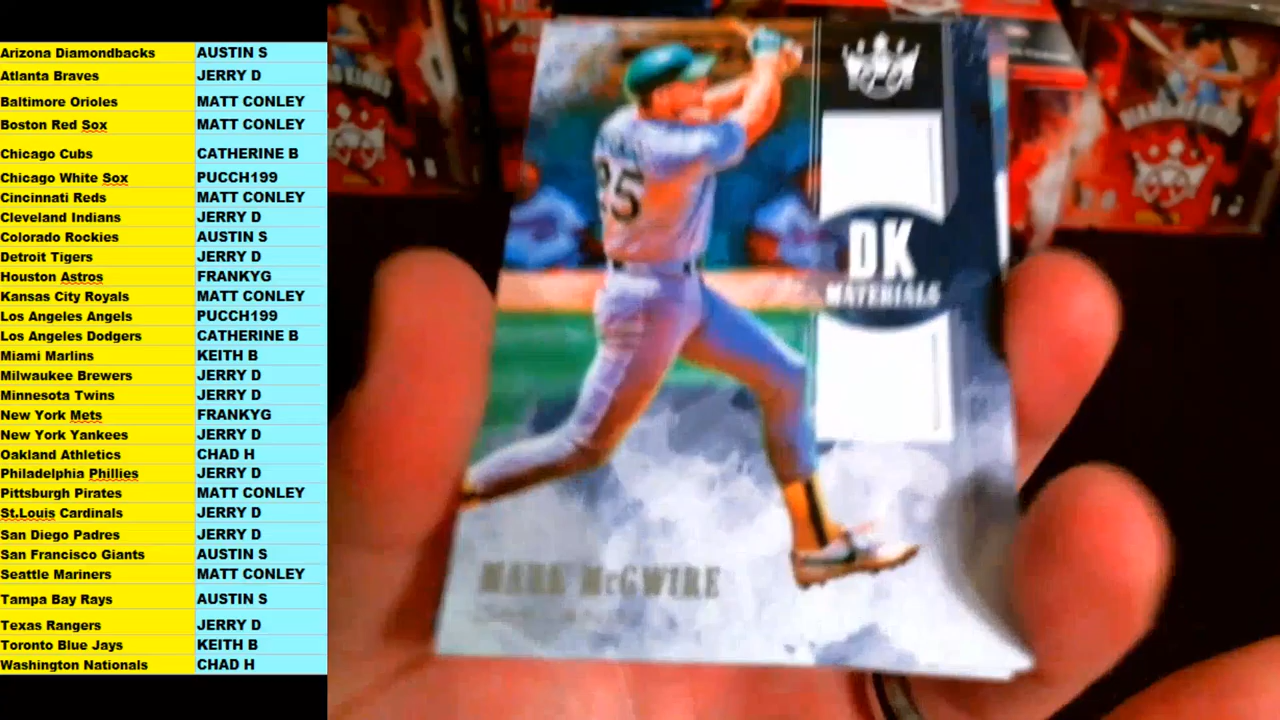 Arizona Diamondbacks AUSTIN S
Atlanta Braves JERRY D
Baltimore Orioles MATT CONLEY
Boston Red Sox MATT CONLEY
Chicago Cubs CATHERINE B
Chicago White Sox PUCCH199
Cincinnati Reds MATT CONLEY
Cleveland Indians JERRY D
Colorado Rockies AUSTIN S
Detroit Tigers JERRY D
Houston Astros FRANKYG
Kansas City Royals MATT CONLEY
Los Angeles Angels PUCCH199
Los Angeles Dodgers CATHERINE B
Miami Marlins KEITH B
Milwaukee Brewers JERRY D
Minnesota Twins JERRY D
New York Mets FRANKYG
New York Yankees JERRY D
Oakland Athletics CHAD H
Philadelphia Phillies JERRY D
Pittsburgh Pirates MATT CONLEY
St.Louis Cardinals JERRY D
San Diego Padres JERRY D
San Francisco Giants AUSTIN S
Seattle Mariners MATT CONLEY
Tampa Bay Rays AUSTIN S
Texas Rangers JERRY D
Toronto Blue Jays KEITH B
Washington Nationals CHAD H
25
DK
MATERIALS
MARK McGWIRE
DIAMOND KINGS